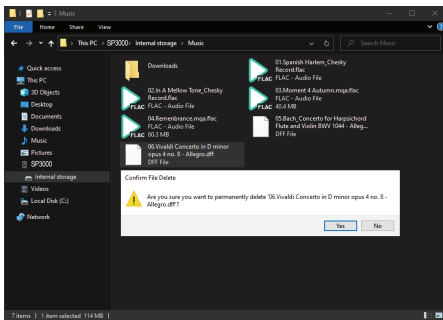 Music
File
Home
Share
View
This PC › SP3000 › Internal storage › Music
Search Music
Quick access
This PC
3D Objects
Desktop
Documents
Downloads
Music
Pictures
SP3000
Internal storage
Videos
Local Disk (C:)
Network
Downloads
01.Spanish Harlem_Chesky
Record.flac
FLAC - Audio File
FLAC
02.In A Mellow Tone_Chesky
Record.flac
FLAC - Audio File
FLAC
03.Moment 4 Autumn.mqa.flac
FLAC - Audio File
40.4 MB
FLAC
04.Remembrance.mqa.flac
FLAC - Audio File
60.3 MB
FLAC
05.Bach_Concerto for Harpsichord
Flute and Violin BWV 1044 - Alleg...
DFF File
06.Vivaldi Concerto in D minor
opus 4 no. 8 - Allegro.dff
DFF File
Confirm File Delete
Are you sure you want to permanently delete '06.Vivaldi Concerto in D minor opus 4 no. 8 -
Allegro.dff'?
Yes
No
7 items
1 item selected 114 MB